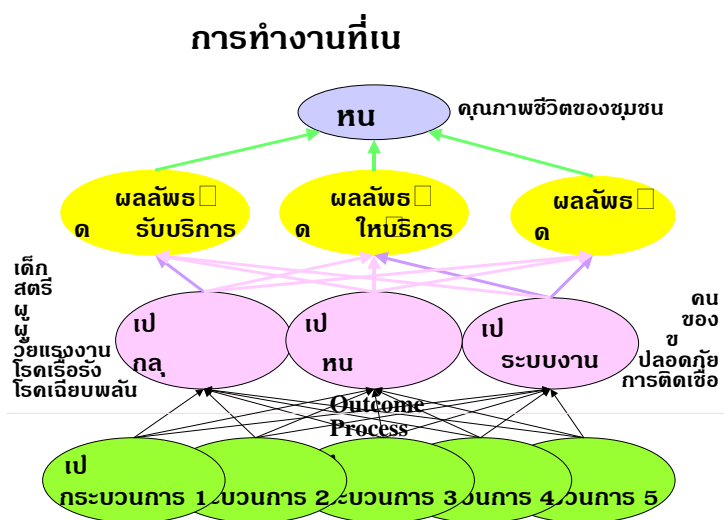 การทำงานที่เน
หน
คุณภาพชีวิตของชุมชน
ผลลัพธ
ด รับบริการ
ผลลัพธ
ด ใหบริการ
ผลลัพธ
ด
เด็ก
สตรี
ผู
ผู
วัยแรงงาน
โรคเรื้อรัง
โรคเฉียบพลัน
เป
กลุ
เป
หน
เป
ระบบงาน
คน
ของ
ข
ปลอดภัย
การติดเชื้อ
Outcome
Process
เป
กระบวนการ 1
ะบวนการ 2
ะบวนการ 3
วนการ 4
วนการ 5